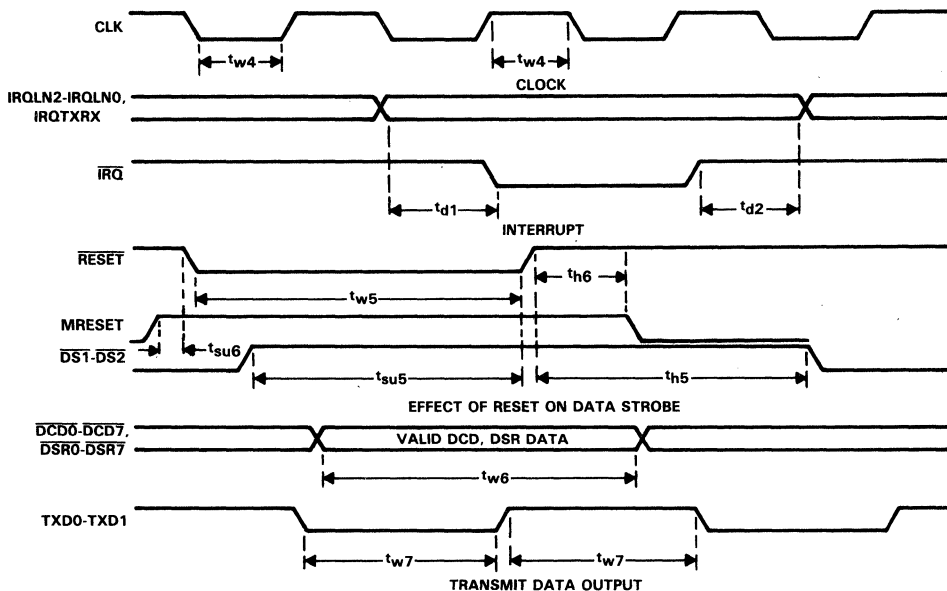 CLK
tw4
tw4
CLOCK
IRQLN2-IRQLN0,
IRQTXRX
IRQ
td1
td2
INTERRUPT
RESET
th6
tw5
MRESET
tsu6
DS1-DS2
tsu5
th5
EFFECT OF RESET ON DATA STROBE
DCD0-DCD7,
DSR0-DSR7
VALID DCD, DSR DATA
tw6
TXD0-TXD1
tw7
tw7
TRANSMIT DATA OUTPUT